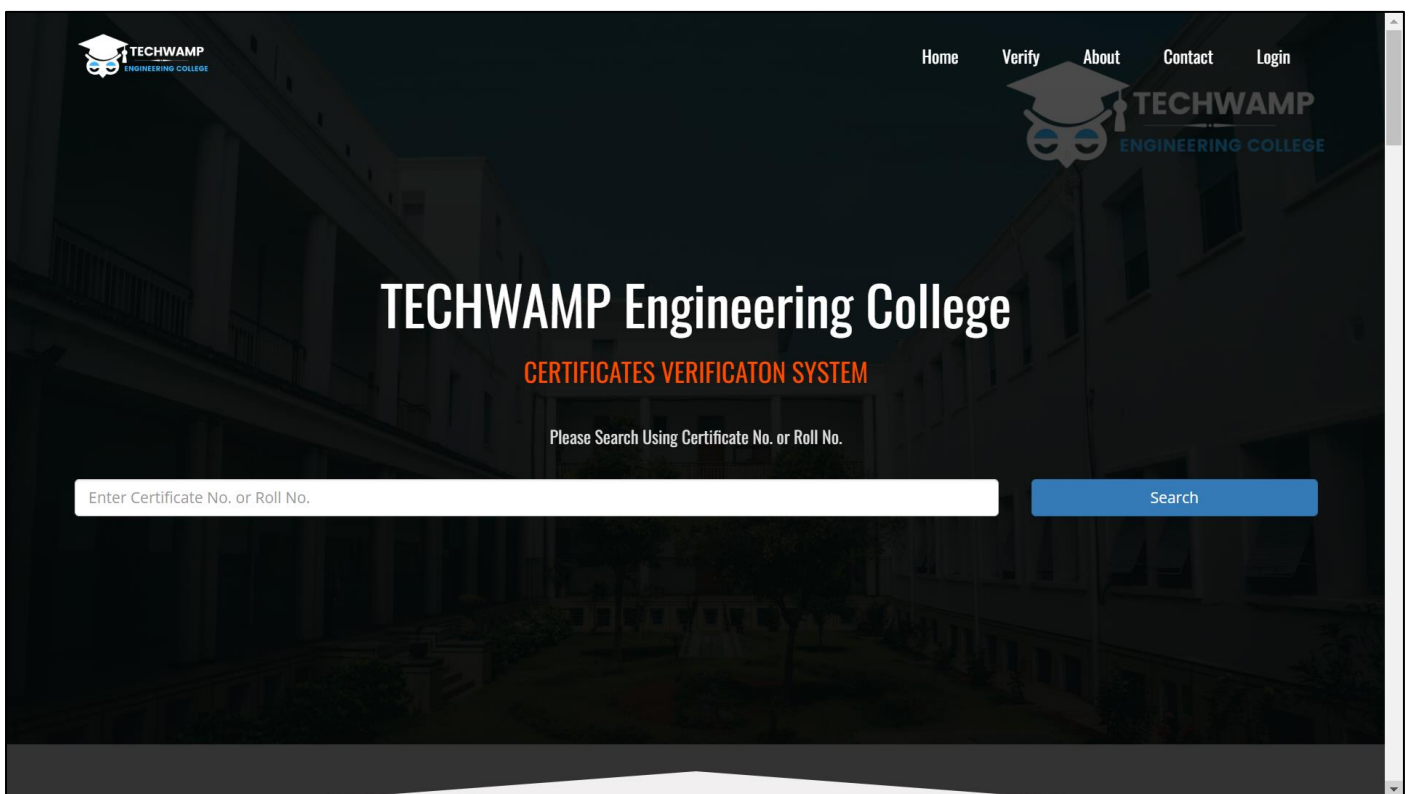 TECHWAMP
ENGINEERING COLLEGE
Home Verify About Contact Login
TECHWAMP
ENGINEERING COLLEGE
TECHWAMP Engineering College
CERTIFICATES VERIFICATON SYSTEM
Please Search Using Certificate No. or Roll No.
Enter Certificate No. or Roll No. Search